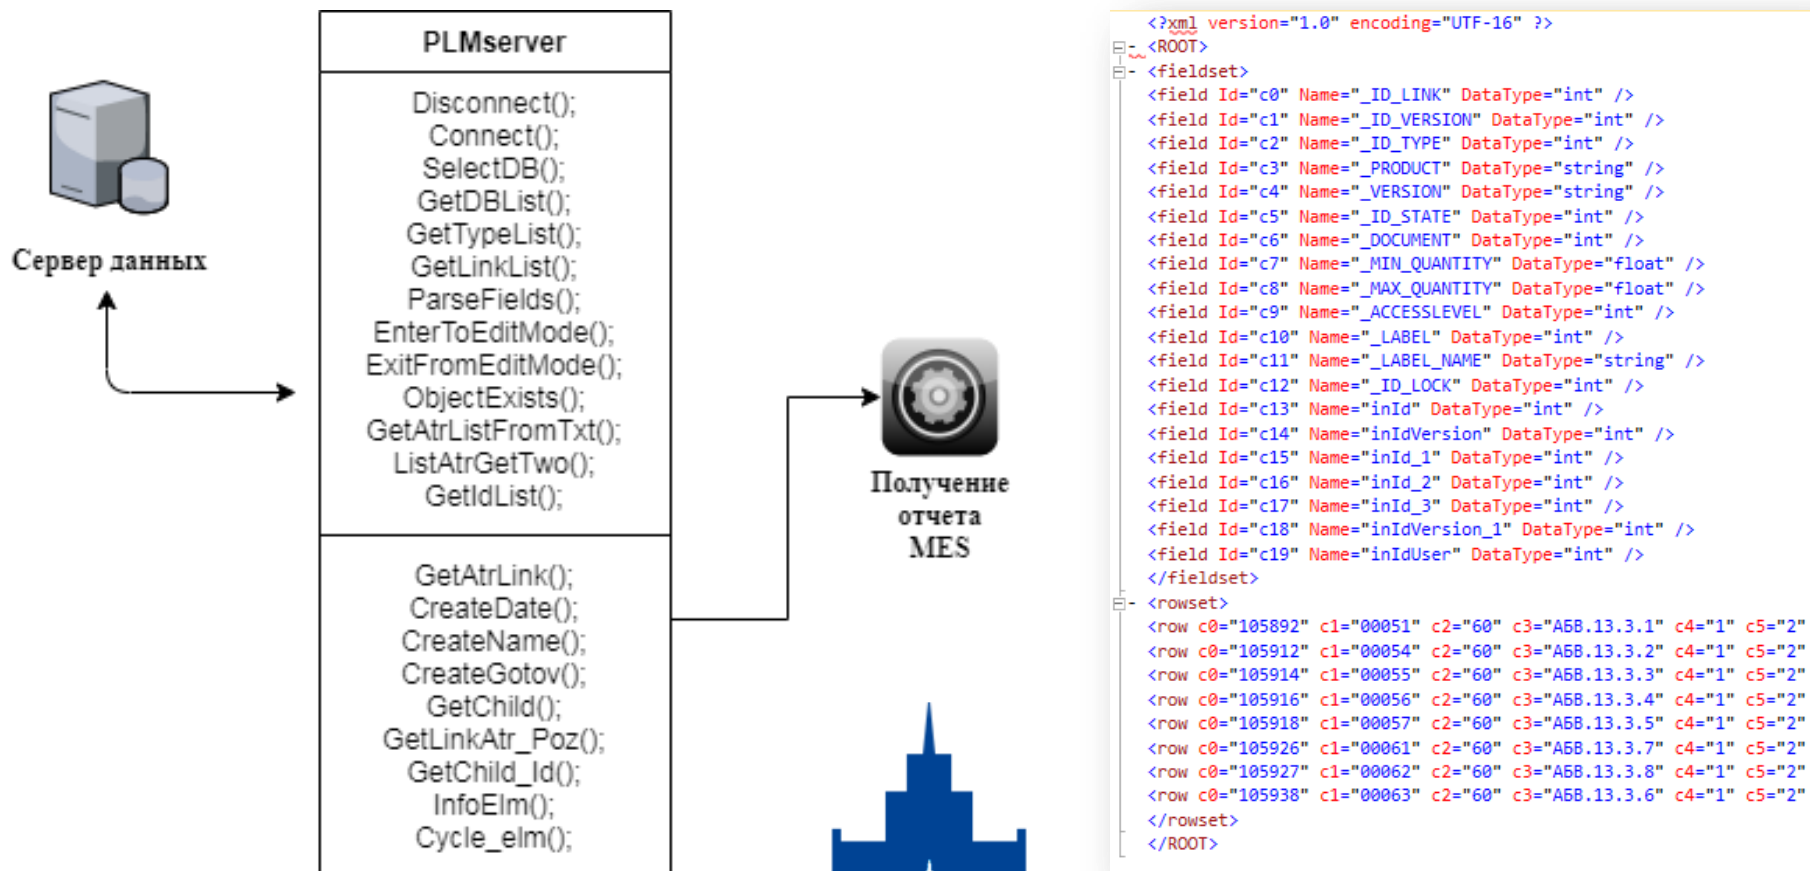 Сервер данных
PLMserver
Disconnect();
Connect();
SelectDB();
GetDBList();
GetTypeList();
GetLinkList();
ParseFields();
EnterToEditMode();
ExitFromEditMode();
ObjectExists();
GetAtrListFromTxt();
ListAtrGetTwo();
GetIdList();
GetAtrLink();
CreateDate();
CreateName();
CreateGotov();
GetChild();
GetLinkAtr_Poz();
GetChild_Id();
InfoElm();
Cycle_elm();
Получение
отчета
MES
<?xml version="1.0" encoding="UTF-16" ?>
- <ROOT>
- <fieldset>
<field Id="c0" Name="_ID_LINK" DataType="int" />
<field Id="c1" Name="_ID_VERSION" DataType="int" />
<field Id="c2" Name="_ID_TYPE" DataType="int" />
<field Id="c3" Name="_PRODUCT" DataType="string" />
<field Id="c4" Name="_VERSION" DataType="string" />
<field Id="c5" Name="_ID_STATE" DataType="int" />
<field Id="c6" Name="_DOCUMENT" DataType="int" />
<field Id="c7" Name="_MIN_QUANTITY" DataType="float" />
<field Id="c8" Name="_MAX_QUANTITY" DataType="float" />
<field Id="c9" Name="_ACCESSLEVEL" DataType="int" />
<field Id="c10" Name="_LABEL" DataType="int" />
<field Id="c11" Name="_LABEL_NAME" DataType="string" />
<field Id="c12" Name="_ID_LOCK" DataType="int" />
<field Id="c13" Name="inId" DataType="int" />
<field Id="c14" Name="inIdVersion" DataType="int" />
<field Id="c15" Name="inId_1" DataType="int" />
<field Id="c16" Name="inId_2" DataType="int" />
<field Id="c17" Name="inId_3" DataType="int" />
<field Id="c18" Name="inIdVersion_1" DataType="int" />
<field Id="c19" Name="inIdUser" DataType="int" />
</fieldset>
- <rowset>
<row c0="105892" c1="00051" c2="60" c3="АБВ.13.3.1" c4="1" c5="2"
<row c0="105912" c1="00054" c2="60" c3="АБВ.13.3.2" c4="1" c5="2"
<row c0="105914" c1="00055" c2="60" c3="АБВ.13.3.3" c4="1" c5="2"
<row c0="105916" c1="00056" c2="60" c3="АБВ.13.3.4" c4="1" c5="2"
<row c0="105918" c1="00057" c2="60" c3="АБВ.13.3.5" c4="1" c5="2"
<row c0="105926" c1="00061" c2="60" c3="АБВ.13.3.7" c4="1" c5="2"
<row c0="105927" c1="00062" c2="60" c3="АБВ.13.3.8" c4="1" c5="2"
<row c0="105938" c1="00063" c2="60" c3="АБВ.13.3.6" c4="1" c5="2"
</rowset>
</ROOT>